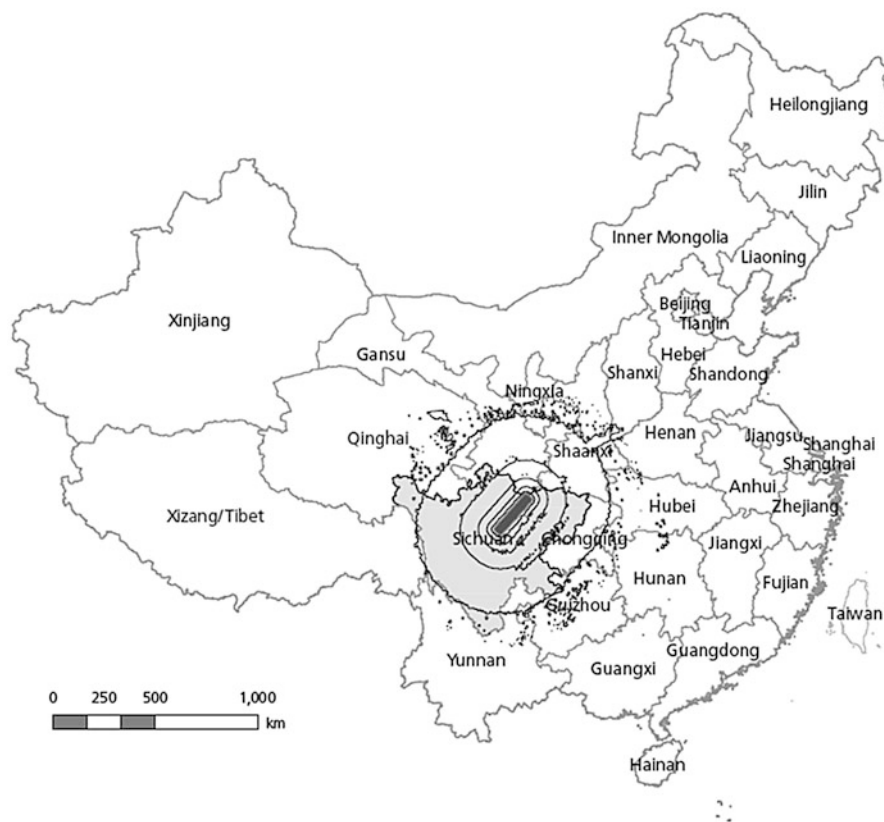 Heilongjiang
Jilin
Inner Mongolia
Liaoning
Beijing
Tianjin
Xinjiang
Gansu
Hebei
Shanxi
Shandong
Ningxia
Qinghai
Henan
Jiangsu
Shanghai
Shaanxi
Shanghai
Anhui
Xizang/Tibet
Hubei
Zhejiang
Sichuan
Chongqing
Jiangxi
Hunan
Fujian
Guizhou
Taiwan
Yunnan
Guangxi
Guangdong
0 250 500 1,000
km
Hainan